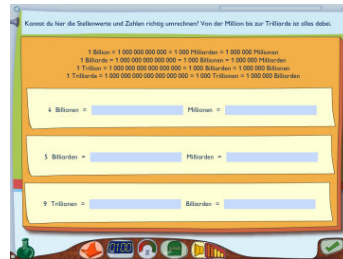 Kannst du hier die Stellenwerte und Zahlen richtig umrechnen? Von der Million bis zur Trilliarde ist alles dabei.
1 Billion = 1 000 000 000 000 = 1 000 Milliarden = 1 000 000 Millionen
1 Billiarde = 1 000 000 000 000 000 = 1 000 Billionen = 1 000 000 Milliarden
1 Trillion = 1 000 000 000 000 000 000 = 1 000 Billiarden = 1 000 000 Billionen
1 Trilliarde = 1 000 000 000 000 000 000 000 = 1 000 Trillionen = 1 000 000 Billiarden
4 Billionen = Millionen =
5 Billiarden = Milliarden =
9 Trillionen = Billiarden =
0100